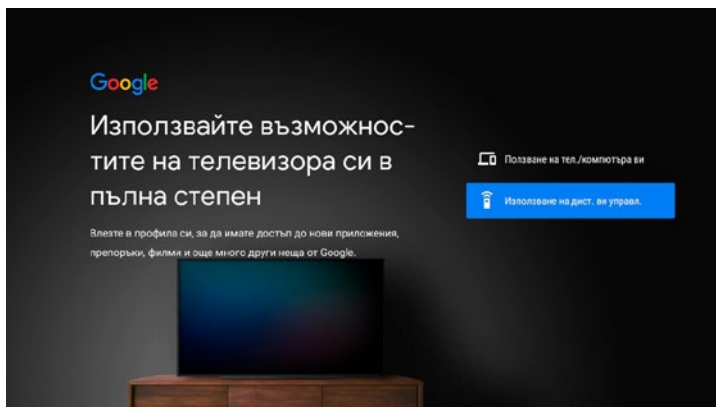 Google
Използвайте възможнос-
тите на телевизора си в
пълна степен
Влезте в профила си, за да имате достъп до нови приложения,
препоръки, филми и още много други неща от Google.
Ползване на тел./компютъра ви
Използване на дист. ви управл.